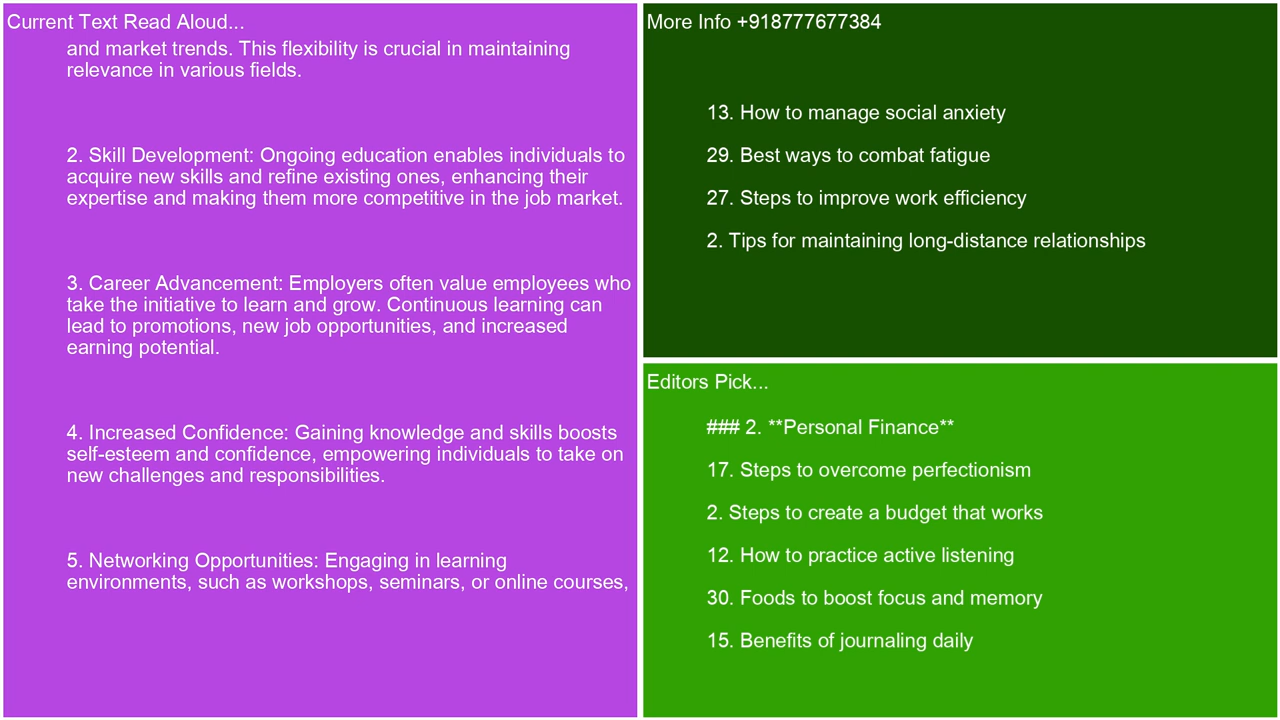 Current Text Read Aloud...
and market trends. This flexibility is crucial in maintaining
relevance in various fields.
2. Skill Development: Ongoing education enables individuals to
acquire new skills and refine existing ones, enhancing their
expertise and making them more competitive in the job market.
3. Career Advancement: Employers often value employees who
take the initiative to learn and grow. Continuous learning can
lead to promotions, new job opportunities, and increased
earning potential.
4. Increased Confidence: Gaining knowledge and skills boosts
self-esteem and confidence, empowering individuals to take on
new challenges and responsibilities.
5. Networking Opportunities: Engaging in learning
environments, such as workshops, seminars, or online courses,
More Info +918777677384
13. How to manage social anxiety
29. Best ways to combat fatigue
27. Steps to improve work efficiency
2. Tips for maintaining long-distance relationships
Editors Pick...
### 2. **Personal Finance**
17. Steps to overcome perfectionism
2. Steps to create a budget that works
12. How to practice active listening
30. Foods to boost focus and memory
15. Benefits of journaling daily